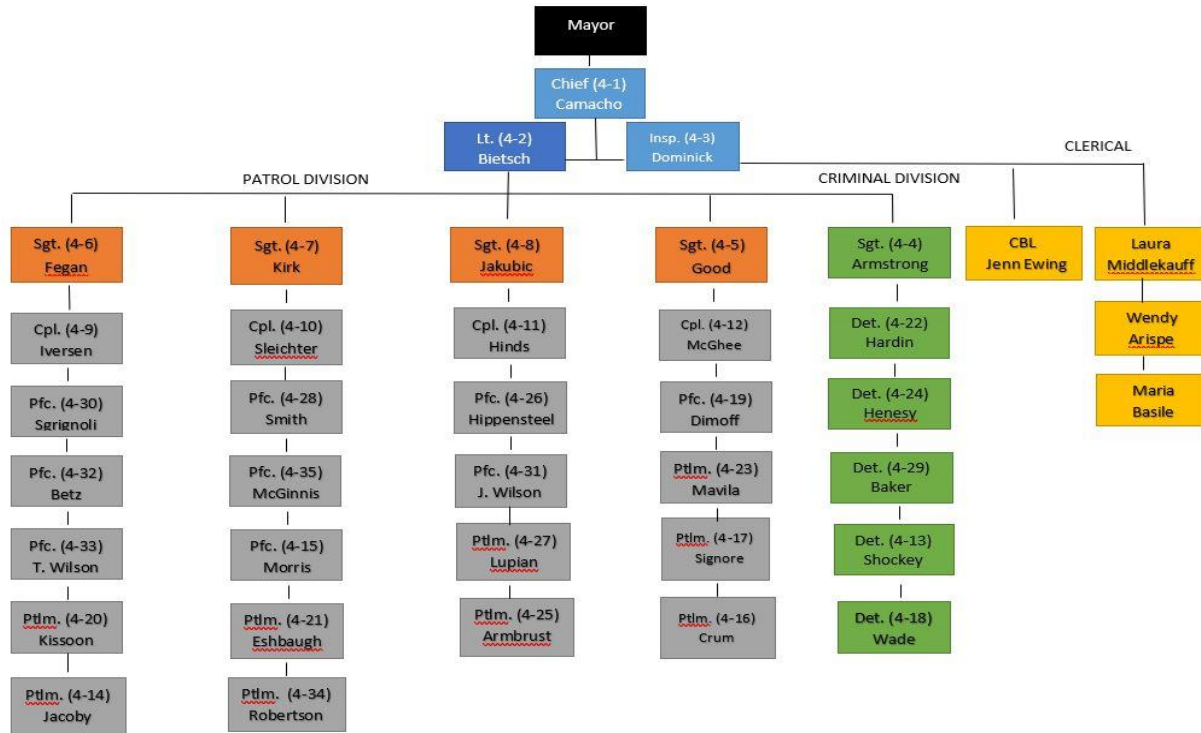 Mayor
Chief (4-1)
Camacho
Lt. (4-2)
Bietsch
Insp. (4-3)
Dominick
CLERICAL
PATROL DIVISION
CRIMINAL DIVISION
Sgt. (4-6)
Fegan
Sgt. (4-7)
Kirk
Sgt. (4-8)
Jakubic
Sgt. (4-5)
Good
Sgt. (4-4)
Armstrong
CBL
Jenn Ewing
Laura
Middlekauff
Cpl. (4-9)
Iversen
Cpl. (4-10)
Sleichter
Cpl. (4-11)
Hinds
Cpl. (4-12)
McGhee
Det. (4-22)
Hardin
Wendy
Arispe
Pfc. (4-30)
Sgrignoli
Pfc. (4-28)
Smith
Pfc. (4-26)
Hippensteel
Pfc. (4-19)
Dimoff
Det. (4-24)
Henesy
Maria
Basile
Pfc. (4-32)
Betz
Pfc. (4-35)
McGinnis
Pfc. (4-31)
J. Wilson
Ptlm. (4-23)
Mavila
Det. (4-29)
Baker
Pfc. (4-33)
T. Wilson
Pfc. (4-15)
Morris
Ptlm. (4-27)
Lupian
Ptlm. (4-17)
Signore
Det. (4-13)
Shockey
Ptlm. (4-20)
Kissoon
Ptlm. (4-21)
Eshbaugh
Ptlm. (4-25)
Armbrust
Ptlm. (4-16)
Crum
Det. (4-18)
Wade
Ptlm. (4-14)
Jacoby
Ptlm. (4-34)
Robertson